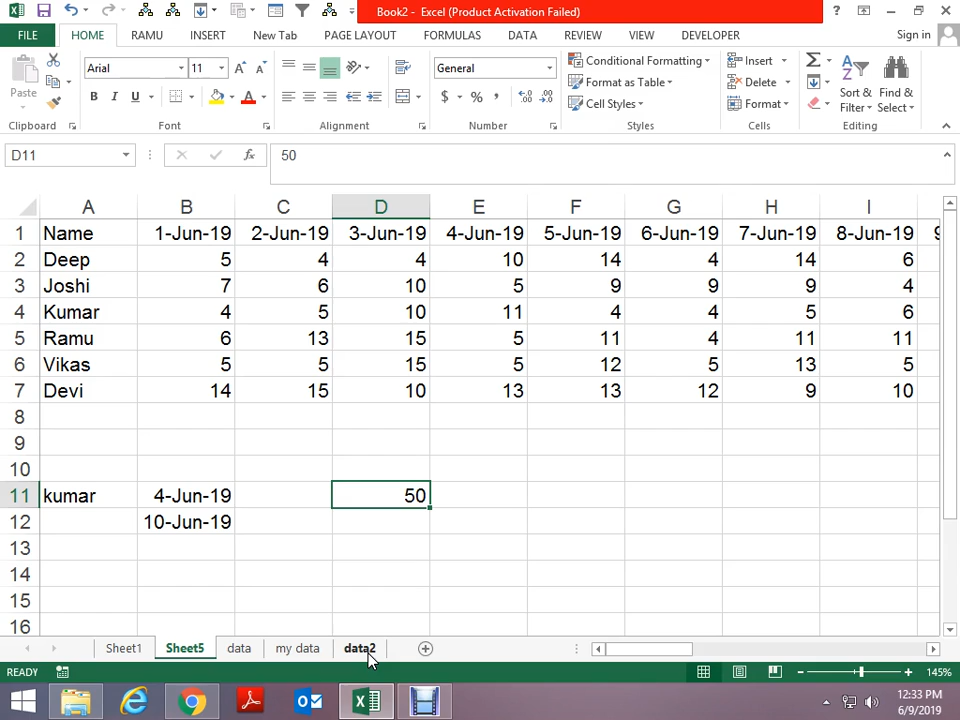 Book2 - Excel (Product Activation Failed)
FILE HOME RAMU INSERT New Tab PAGE LAYOUT FORMULAS DATA REVIEW VIEW DEVELOPER Sign in
Paste Arial 11 General Conditional Formatting Format as Table Cell Styles Insert Delete Format Sort & Filter Find & Select
Clipboard Font Alignment Number Styles Cells Editing
D11 fx 50
A B C D E F G H I
1 Name 1-Jun-19 2-Jun-19 3-Jun-19 4-Jun-19 5-Jun-19 6-Jun-19 7-Jun-19 8-Jun-19 9
2 Deep 5 4 4 10 14 4 14 6
3 Joshi 7 6 10 5 9 9 9 4
4 Kumar 4 5 10 11 4 4 5 6
5 Ramu 6 13 15 5 11 4 11 11
6 Vikas 5 5 15 5 12 5 13 5
7 Devi 14 15 10 13 13 12 9 10
8
9
10
11 kumar 4-Jun-19 50
12 10-Jun-19
13
14
15
16
Sheet1 Sheet5 data my data data2
READY 145%
12:33 PM
6/9/2019